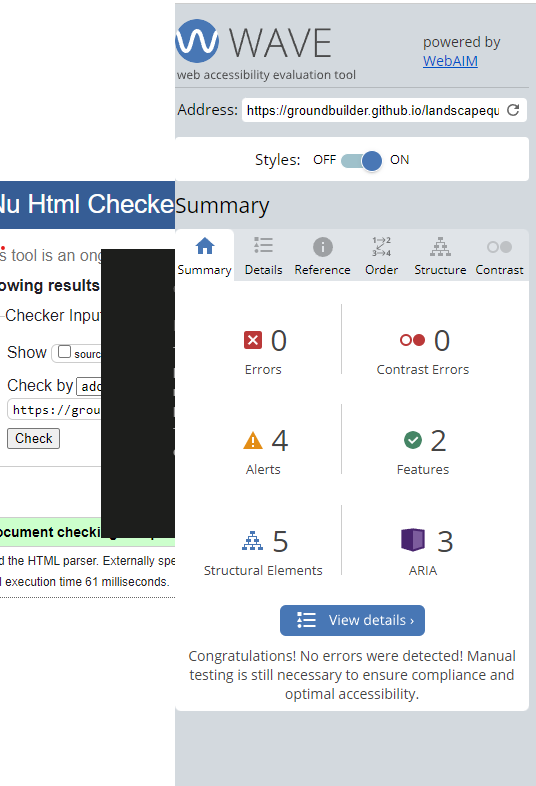 WAVE
web accessibility evaluation tool
powered by
WebAIM
Address: https://groundbuilder.github.io/landscapequ
Styles: OFF ON
Summary
Summary Details Reference Order Structure Contrast
0 Errors
0 Contrast Errors
4 Alerts
2 Features
5 Structural Elements
3 ARIA
View details ›
Congratulations! No errors were detected! Manual
testing is still necessary to ensure compliance and
optimal accessibility.
Nu Html Checke
s tool is an ong
owing results
Checker Inpu
Show sourc
Check by add
https://grou
Check
ocument checking
d the HTML parser. Externally spe
l execution time 61 milliseconds.